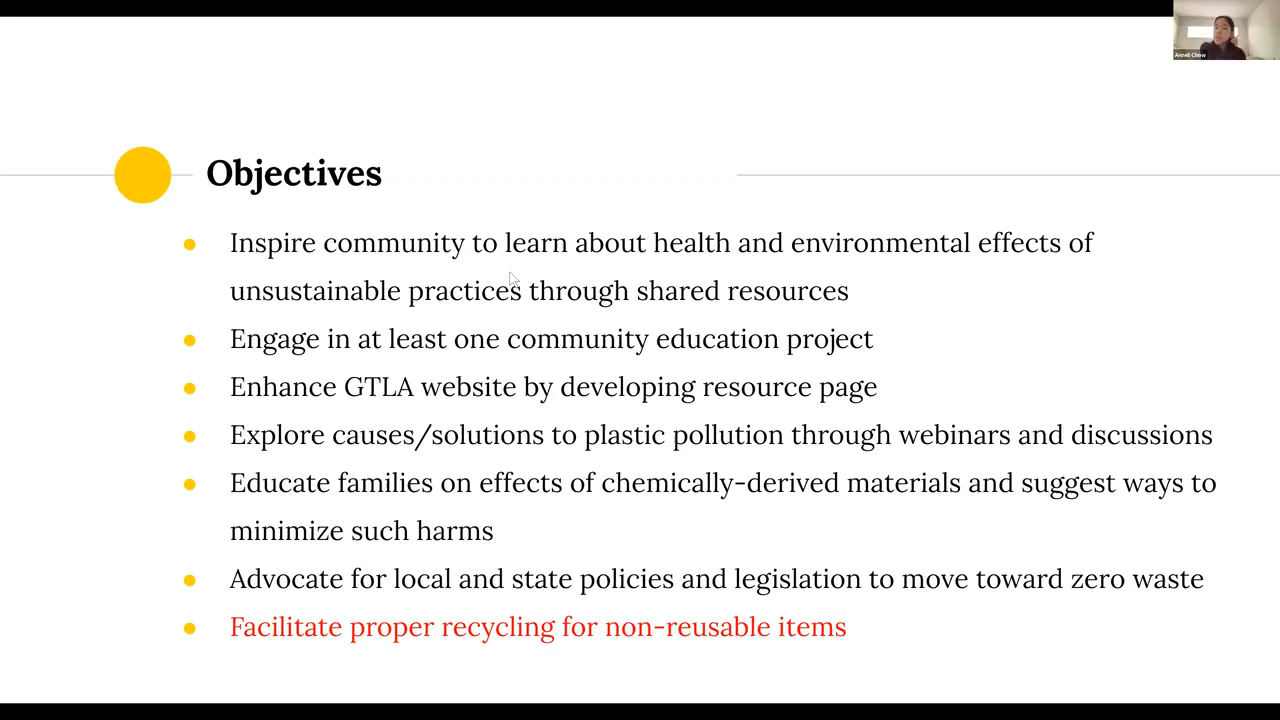 Anneli Chow
Objectives
Inspire community to learn about health and environmental effects of
unsustainable practices through shared resources
Engage in at least one community education project
Enhance GTLA website by developing resource page
Explore causes/solutions to plastic pollution through webinars and discussions
Educate families on effects of chemically-derived materials and suggest ways to
minimize such harms
Advocate for local and state policies and legislation to move toward zero waste
Facilitate proper recycling for non-reusable items